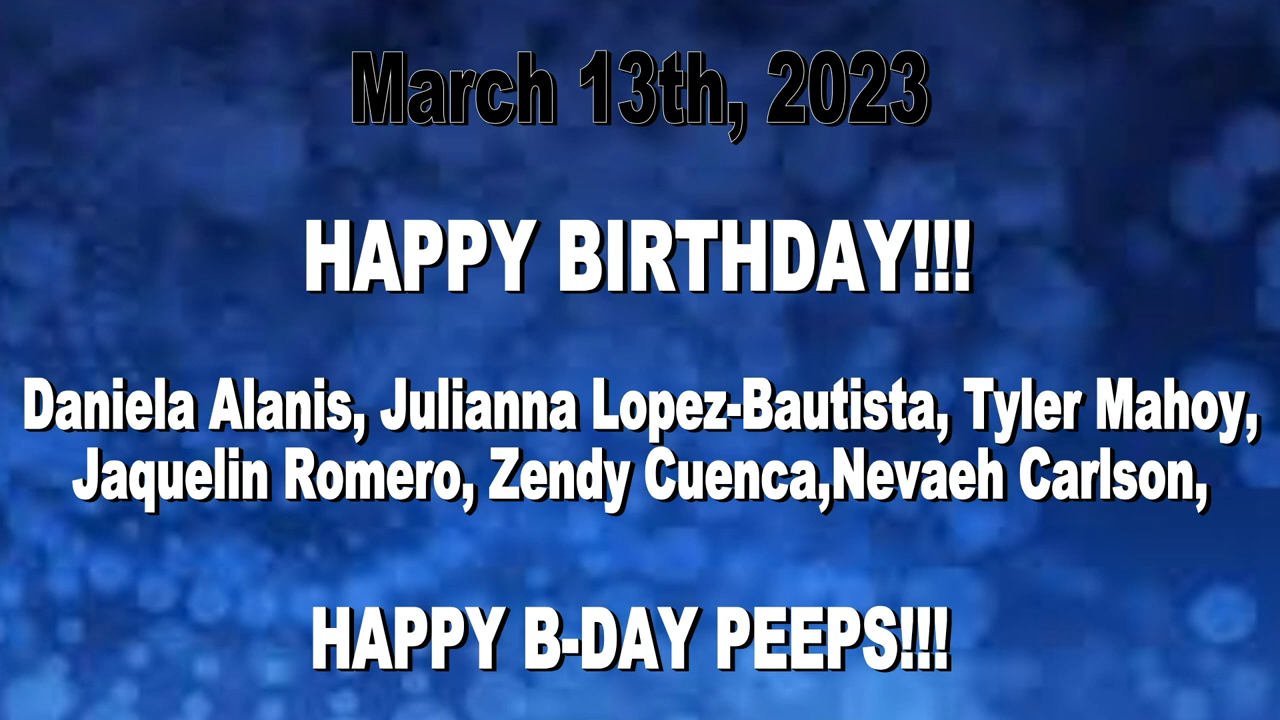 March 13th, 2023
HAPPY BIRTHDAY!!!
Daniela Alanis, Julianna Lopez-Bautista, Tyler Mahoy,
Jaquelin Romero, Zendy Cuenca,Nevaeh Carlson,
HAPPY B-DAY PEEPS!!!